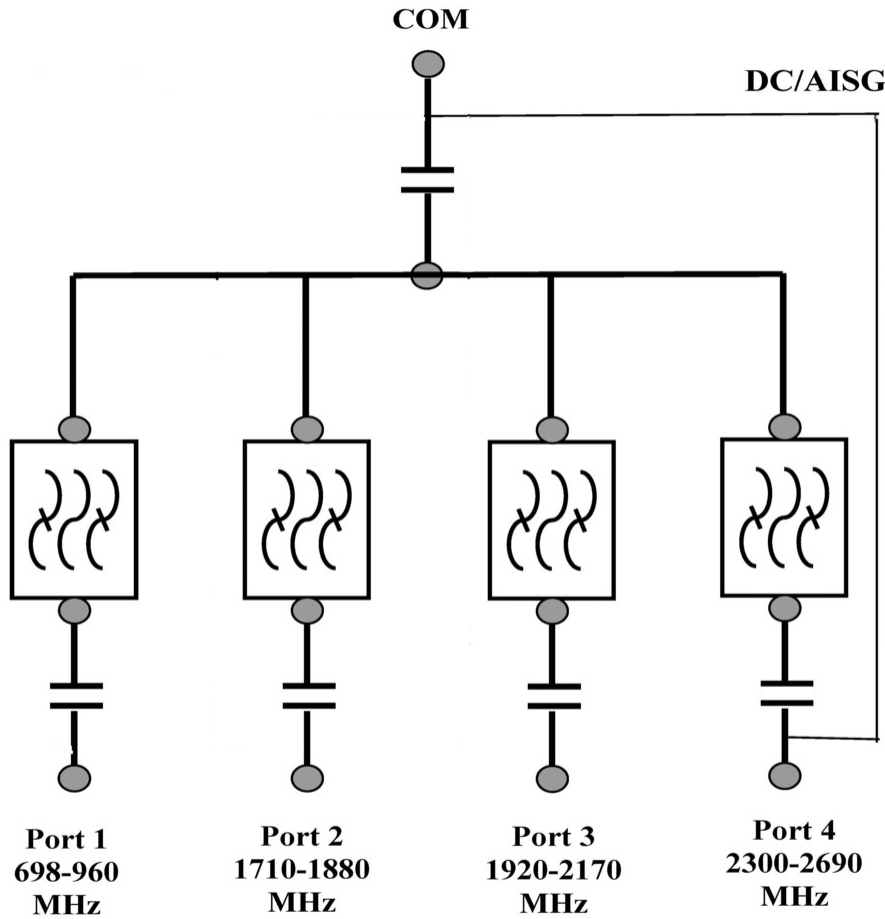 COM
DC/AISG
Port 1
698-960
MHz
Port 2
1710-1880
MHz
Port 3
1920-2170
MHz
Port 4
2300-2690
MHz